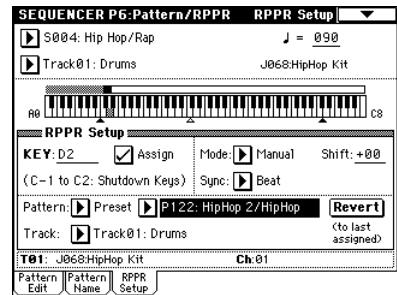 SEQUENCER P6:Pattern/RPPR RPPR Setup
S004: Hip Hop/Rap ♩ = 090
Track01: Drums J068:HipHop Kit
A0 C8
RPPR Setup
KEY: D2 Assign Mode: Manual Shift: +00
(C-1 to C2: Shutdown Keys) Sync: Beat
Pattern: Preset P122: HipHop 2/HipHop Revert
Track: Track01: Drums (to last assigned)
T01: J068:HipHop Kit Ch:01
Pattern Edit Pattern Name RPPR Setup